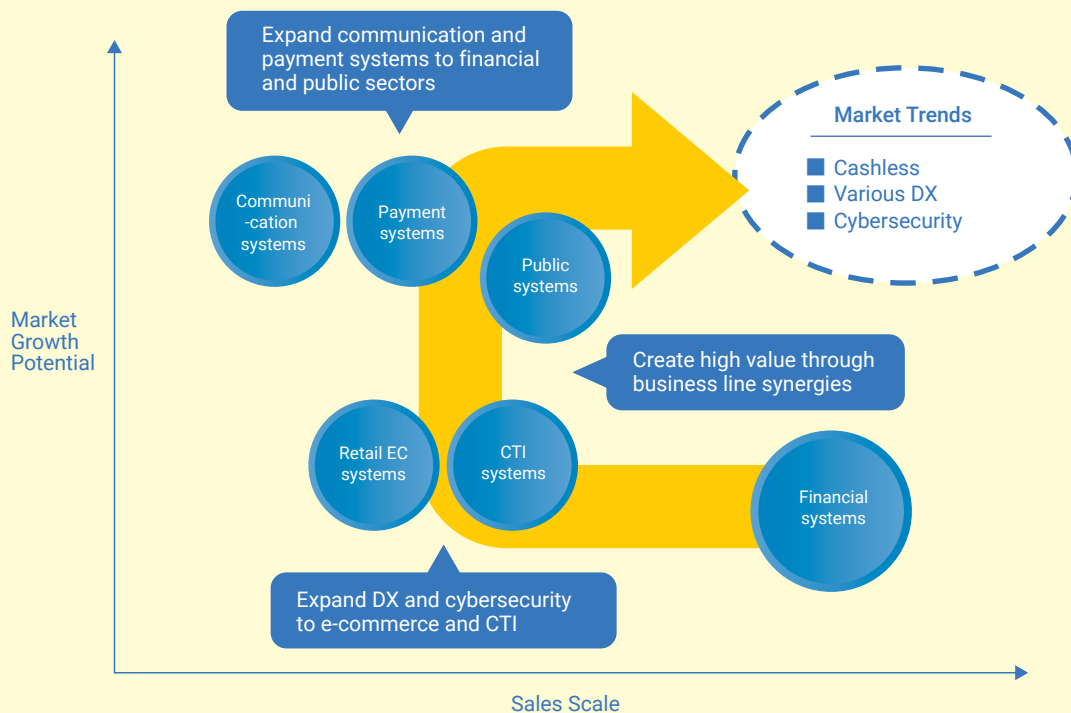 Expand communication and
payment systems to financial
and public sectors
Market Trends
Cashless
Various DX
Cybersecurity
Communi
-cation
systems
Payment
systems
Public
systems
Market
Growth
Potential
Create high value through
business line synergies
Retail EC
systems
CTI
systems
Financial
systems
Expand DX and cybersecurity
to e-commerce and CTI
Sales Scale